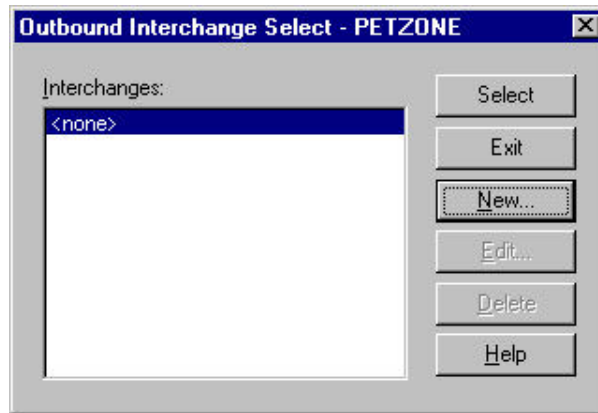 Outbound Interchange Select - PETZONE
Interchanges:
<none>
Select
Exit
New...
Edit...
Delete
Help